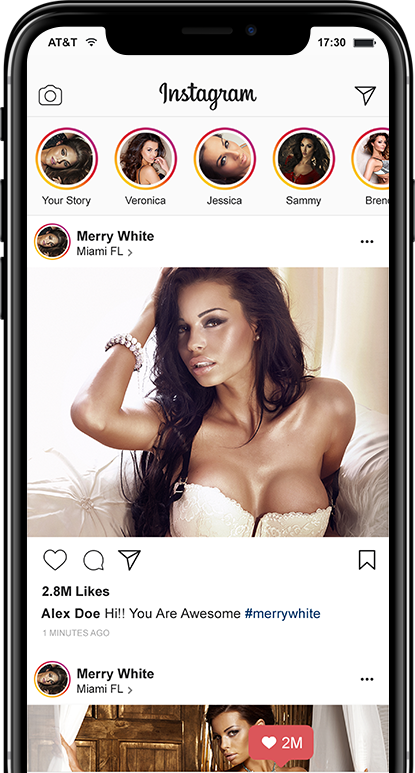 AT&T
17:30
Instagram
Your Story
Veronica
Jessica
Sammy
Bren
Merry White
Miami FL >
2.8M Likes
Alex Doe Hi!! You Are Awesome #merrywhite
1 MINUTES AGO
Merry White
Miami FL >
2M